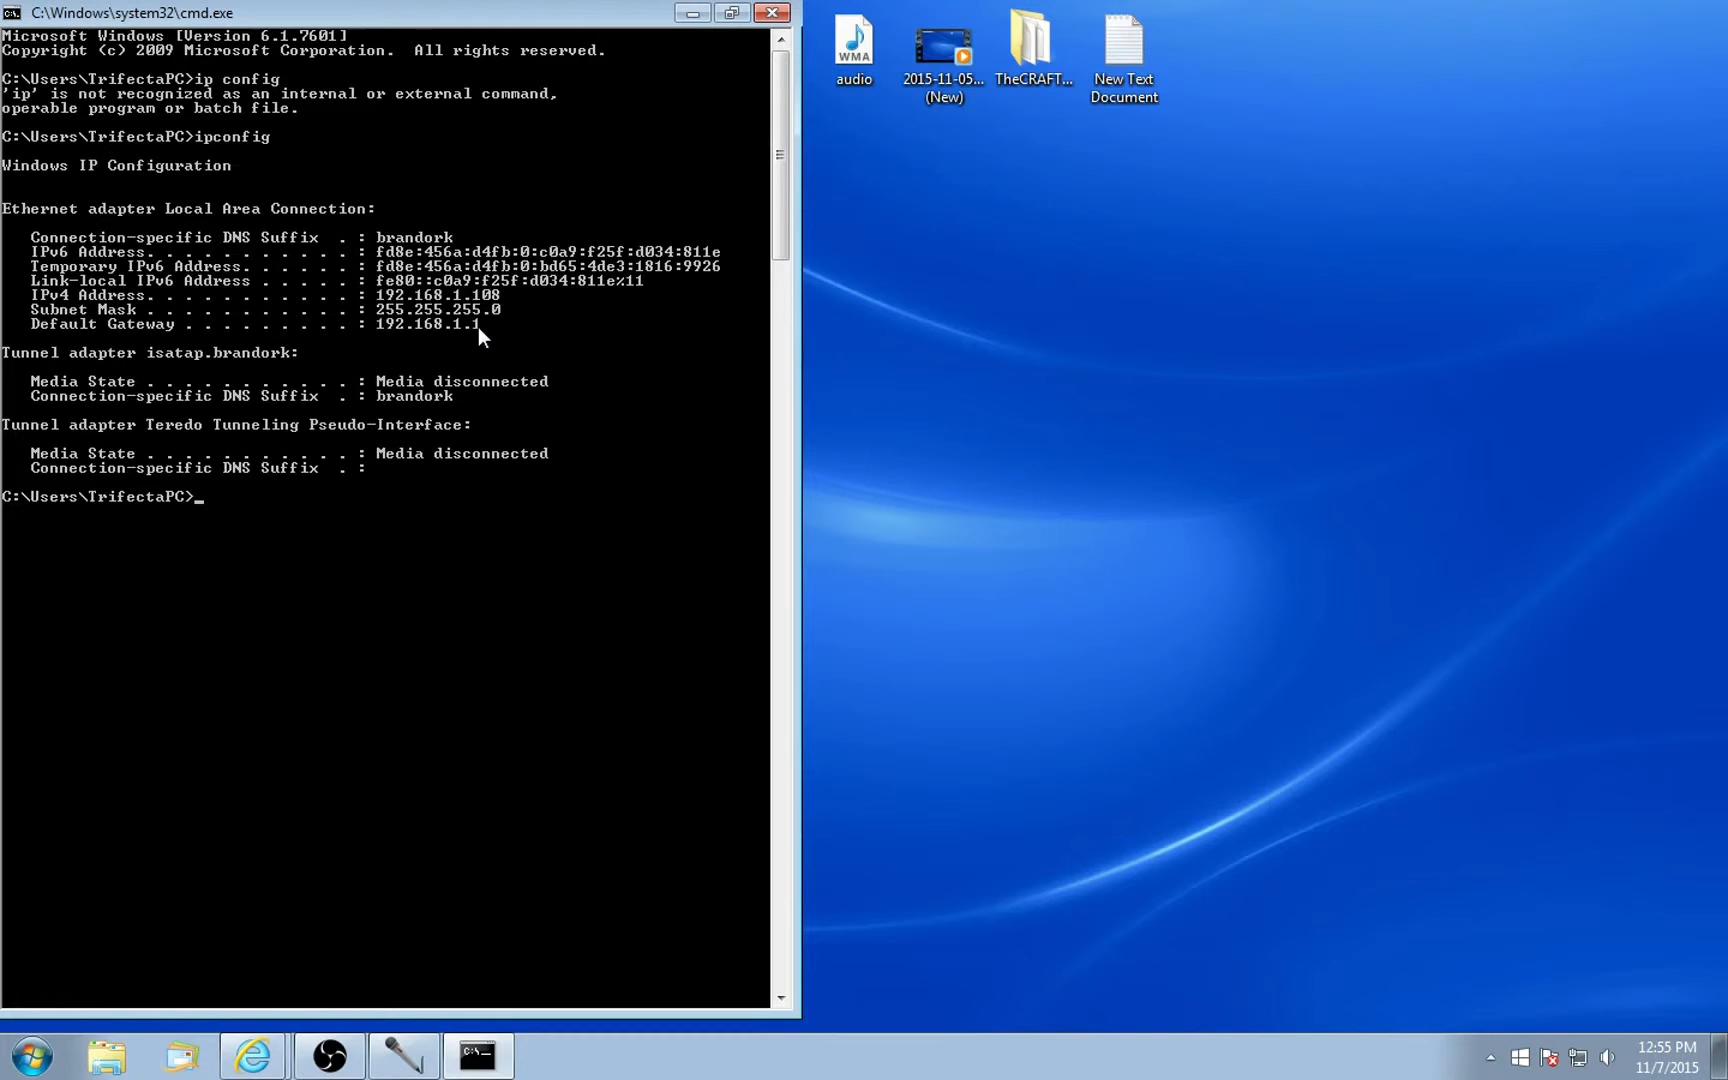 C:\Windows\system32\cmd.exe
Microsoft Windows [Version 6.1.7601]
Copyright (c) 2009 Microsoft Corporation.  All rights reserved.
C:\Users\TrifectaPC>ip config
'ip' is not recognized as an internal or external command,
operable program or batch file.
C:\Users\TrifectaPC>ipconfig
Windows IP Configuration
Ethernet adapter Local Area Connection:
Connection-specific DNS Suffix  . : brandork
IPv6 Address. . . . . . . . . . . : fd8e:456a:d4fb:0:c0a9:f25f:d034:811e
Temporary IPv6 Address. . . . . . : fd8e:456a:d4fb:0:bd65:4de3:1816:9926
Link-local IPv6 Address . . . . . : fe80::c0a9:f25f:d034:811e%11
IPv4 Address. . . . . . . . . . . : 192.168.1.108
Subnet Mask . . . . . . . . . . . : 255.255.255.0
Default Gateway . . . . . . . . . : 192.168.1.1
Tunnel adapter isatap.brandork:
Media State . . . . . . . . . . . : Media disconnected
Connection-specific DNS Suffix  . : brandork
Tunnel adapter Teredo Tunneling Pseudo-Interface:
Media State . . . . . . . . . . . : Media disconnected
Connection-specific DNS Suffix  . :
C:\Users\TrifectaPC>_
WMA
audio
2015-11-05...
(New)
TheCRAFT...
New Text
Document
C:\_
12:55 PM
11/7/2015